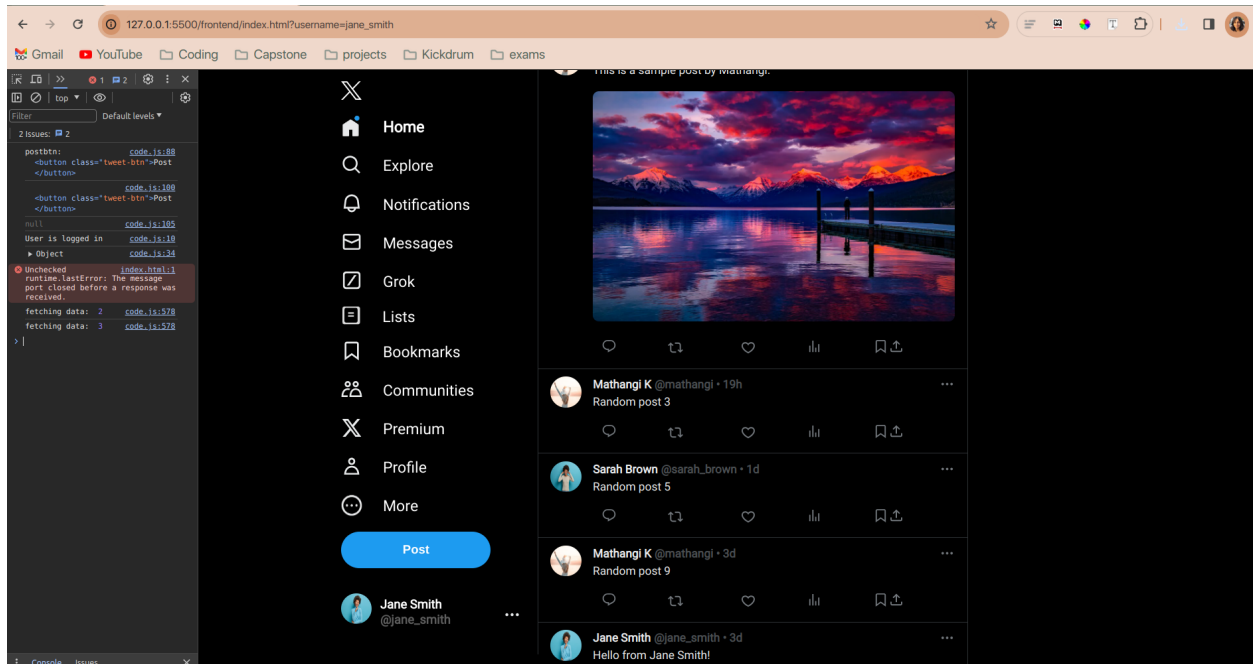 127.0.0.1:5500/frontend/index.html?username=jane_smith
Gmail YouTube Coding Capstone projects Kickdrum exams
1 2
top
Filter Default levels
2 Issues: 2
postbtn: code.js:88
<button class="tweet-btn">Post
</button>
code.js:100
<button class="tweet-btn">Post
</button>
null code.js:105
User is logged in code.js:10
Object code.js:34
Unchecked index.html:1
runtime.lastError: The message
port closed before a response was
received.
fetching data: 2 code.js:578
fetching data: 3 code.js:578
Console Issues
Home
Explore
Notifications
Messages
Grok
Lists
Bookmarks
Communities
Premium
Profile
More
Post
Jane Smith
@jane_smith
This is a sample post by Mathangi.
Mathangi K @mathangi • 19h
Random post 3
Sarah Brown @sarah_brown • 1d
Random post 5
Mathangi K @mathangi • 3d
Random post 9
Jane Smith @jane_smith • 3d
Hello from Jane Smith!